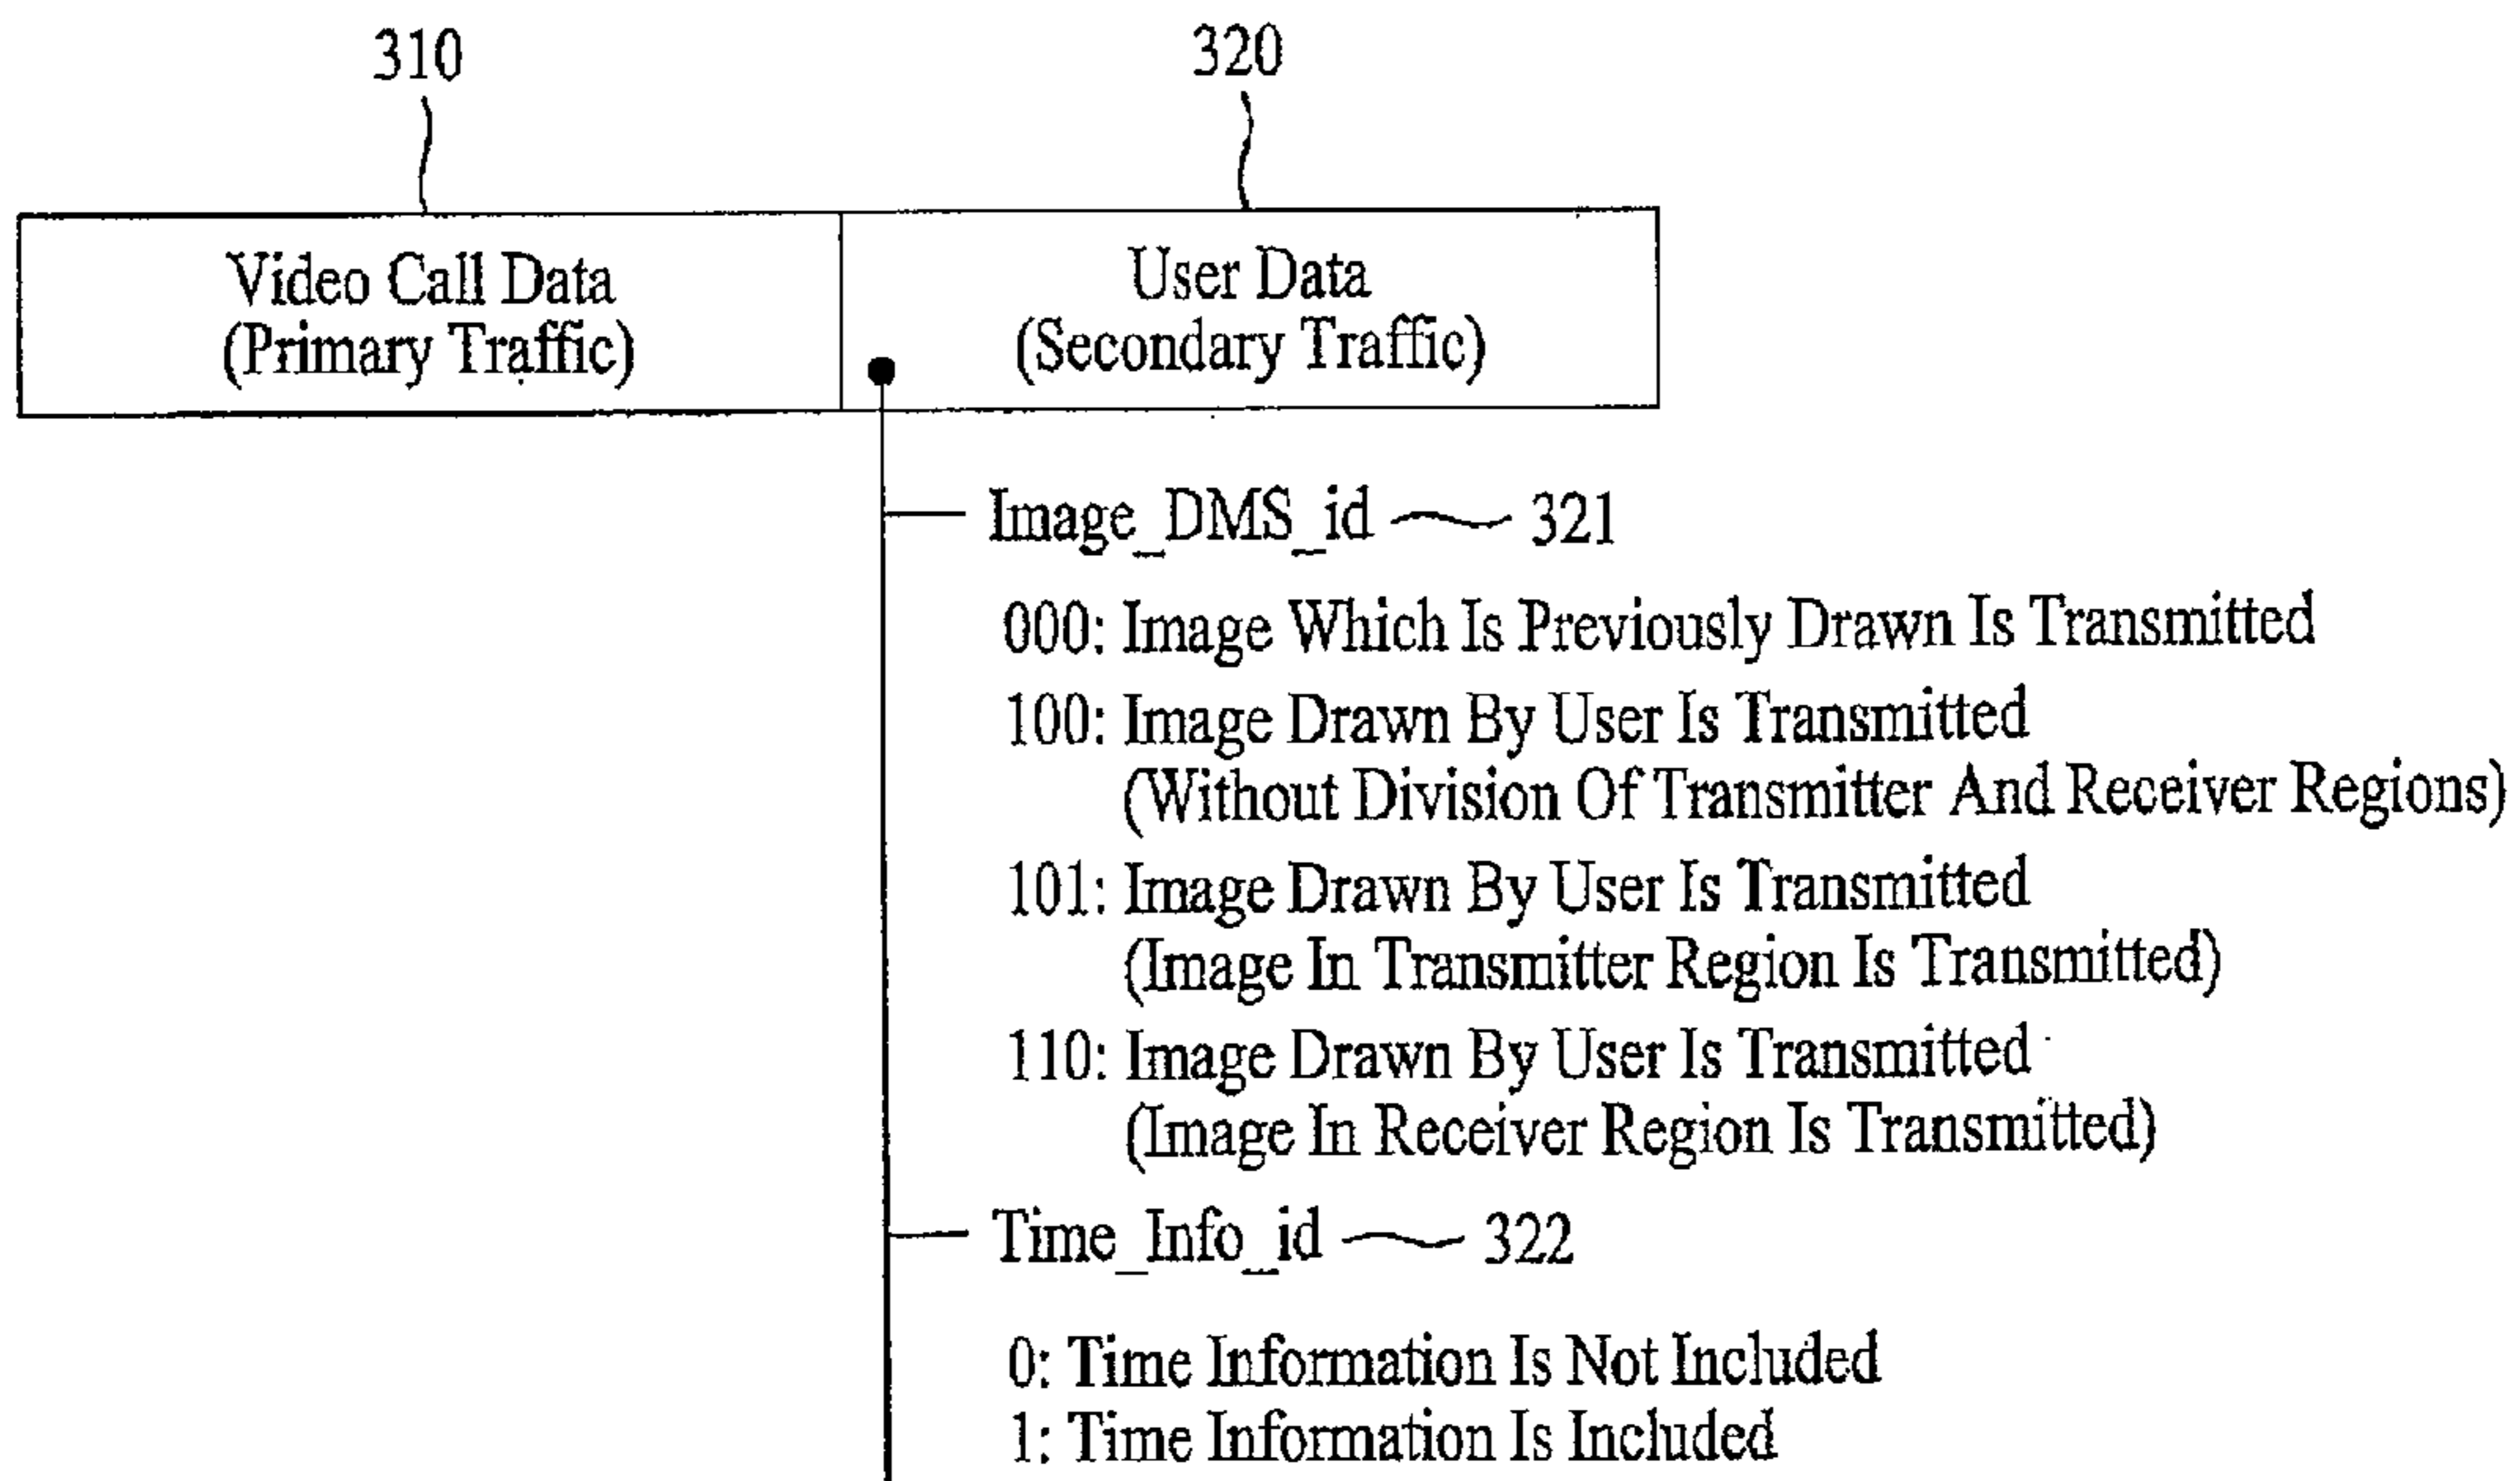 310
320
Video Call Data
(Primary Traffic)
User Data
(Secondary Traffic)
Image_DMS_id 321
000: Image Which Is Previously Drawn Is Transmitted
100: Image Drawn By User Is Transmitted
(Without Division Of Transmitter And Receiver Regions)
101: Image Drawn By User Is Transmitted
(Image In Transmitter Region Is Transmitted)
110: Image Drawn By User Is Transmitted
(Image In Receiver Region Is Transmitted)
Time_Info_id 322
0: Time Information Is Not Included
1: Time Information Is Included